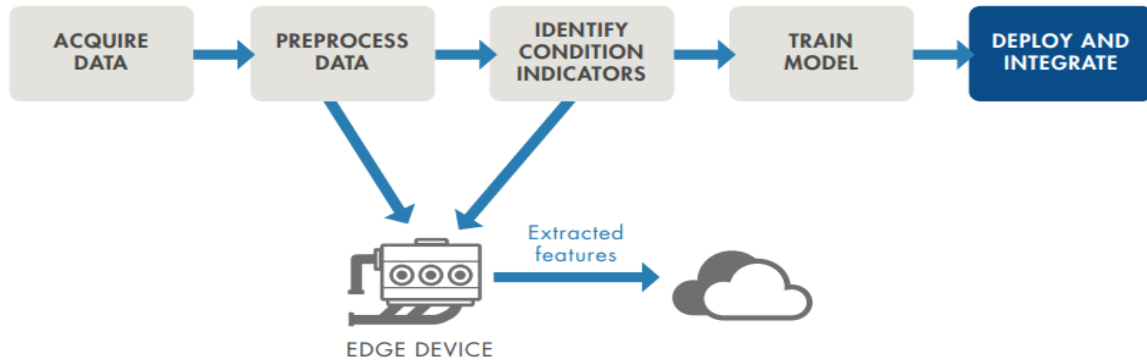 ACQUIRE
DATA
PREPROCESS
DATA
IDENTIFY
CONDITION
INDICATORS
TRAIN
MODEL
DEPLOY AND
INTEGRATE
Extracted
features
EDGE DEVICE